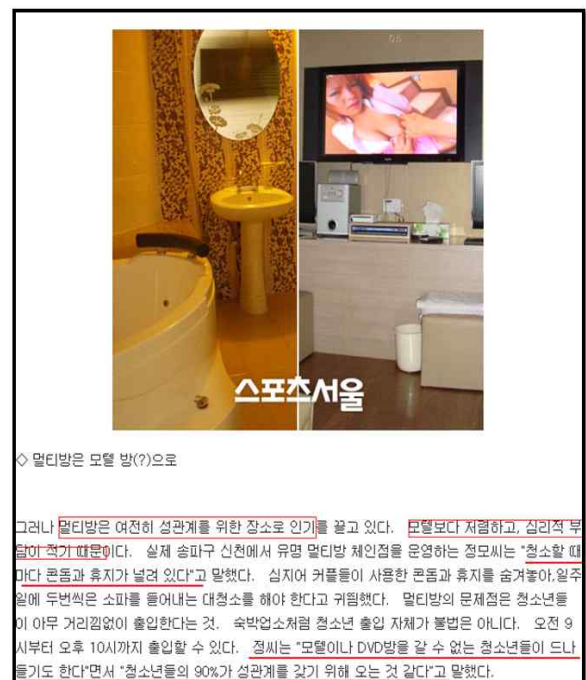 스포츠서울
◇ 멀티방은 모텔 방(?)으로
그러나 멀티방은 여전히 성관계를 위한 장소로 인기를 끌고 있다. 모텔보다 저렴하고, 심리적 부
담이 적기 때문이다. 실제 송파구 신천에서 유명 멀티방 체인점을 운영하는 정모씨는 "청소할 때
마다 콘돔과 휴지가 널려 있다"고 말했다. 심지어 커플들이 사용한 콘돔과 휴지를 숨겨놓아,일주
일에 두번씩은 소파를 들어내는 대청소를 해야 한다고 귀띔했다. 멀티방의 문제점은 청소년들
이 아무 거리낌없이 출입한다는 것. 숙박업소처럼 청소년 출입 자체가 불법은 아니다. 오전 9
시부터 오후 10시까지 출입할 수 있다. 정씨는 "모텔이나 DVD방을 갈 수 없는 청소년들이 드나
들기도 한다"면서 "청소년들의 90%가 성관계를 갖기 위해 오는 것 같다"고 말했다.